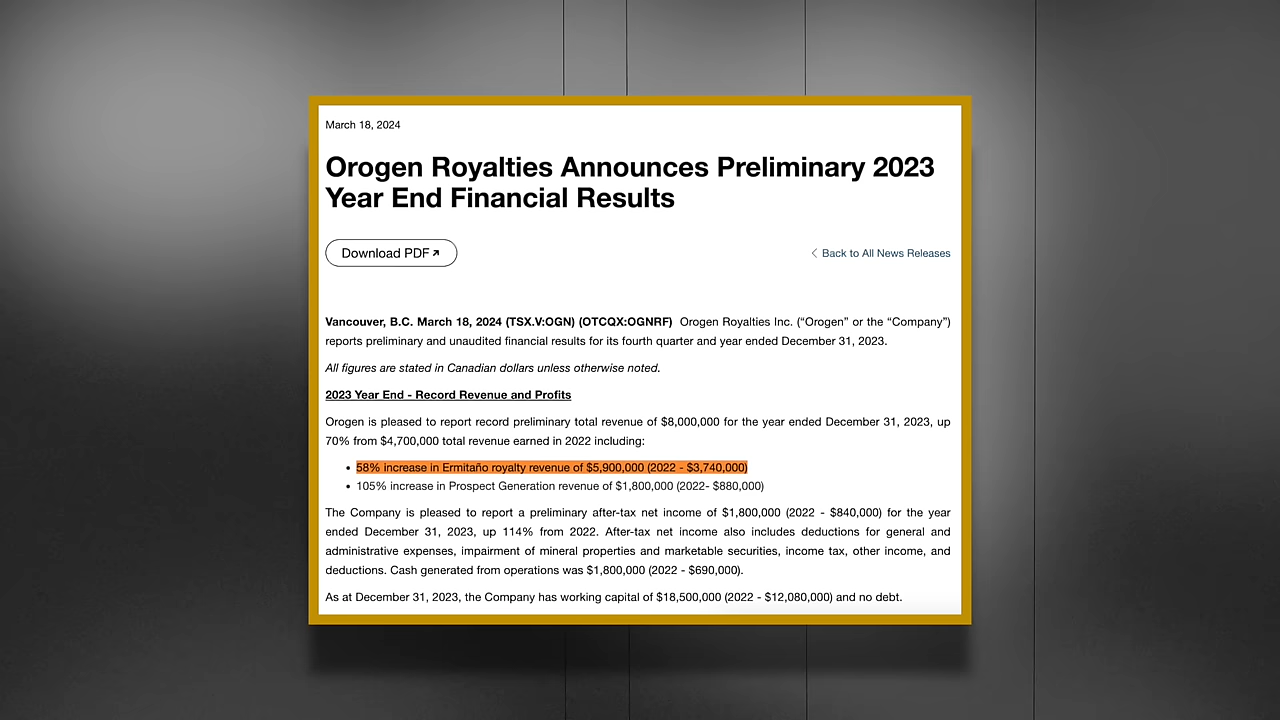 March 18, 2024
Orogen Royalties Announces Preliminary 2023
Year End Financial Results
Download PDF ↗
< Back to All News Releases
Vancouver, B.C. March 18, 2024 (TSX.V:OGN) (OTCQX:OGNRF) Orogen Royalties Inc. (“Orogen” or the “Company”)
reports preliminary and unaudited financial results for its fourth quarter and year ended December 31, 2023.
All figures are stated in Canadian dollars unless otherwise noted.
2023 Year End - Record Revenue and Profits
Orogen is pleased to report record preliminary total revenue of $8,000,000 for the year ended December 31, 2023, up
70% from $4,700,000 total revenue earned in 2022 including:
• 58% increase in Ermitaño royalty revenue of $5,900,000 (2022 - $3,740,000)
• 105% increase in Prospect Generation revenue of $1,800,000 (2022- $880,000)
The Company is pleased to report a preliminary after-tax net income of $1,800,000 (2022 - $840,000) for the year
ended December 31, 2023, up 114% from 2022. After-tax net income also includes deductions for general and
administrative expenses, impairment of mineral properties and marketable securities, income tax, other income, and
deductions. Cash generated from operations was $1,800,000 (2022 - $690,000).
As at December 31, 2023, the Company has working capital of $18,500,000 (2022 - $12,080,000) and no debt.